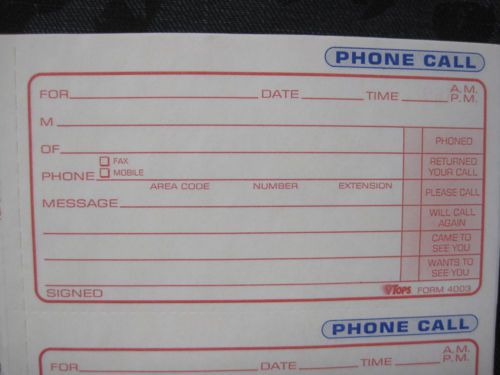 PHONE CALL
FOR DATE TIME A.M. P.M.
M
OF
PHONED
PHONE FAX MOBILE
RETURNED YOUR CALL
AREA CODE NUMBER EXTENSION
PLEASE CALL
MESSAGE
WILL CALL AGAIN
CAME TO SEE YOU
WANTS TO SEE YOU
SIGNED
TOPS FORM 4003
PHONE CALL
FOR DATE TIME A.M. P.M.